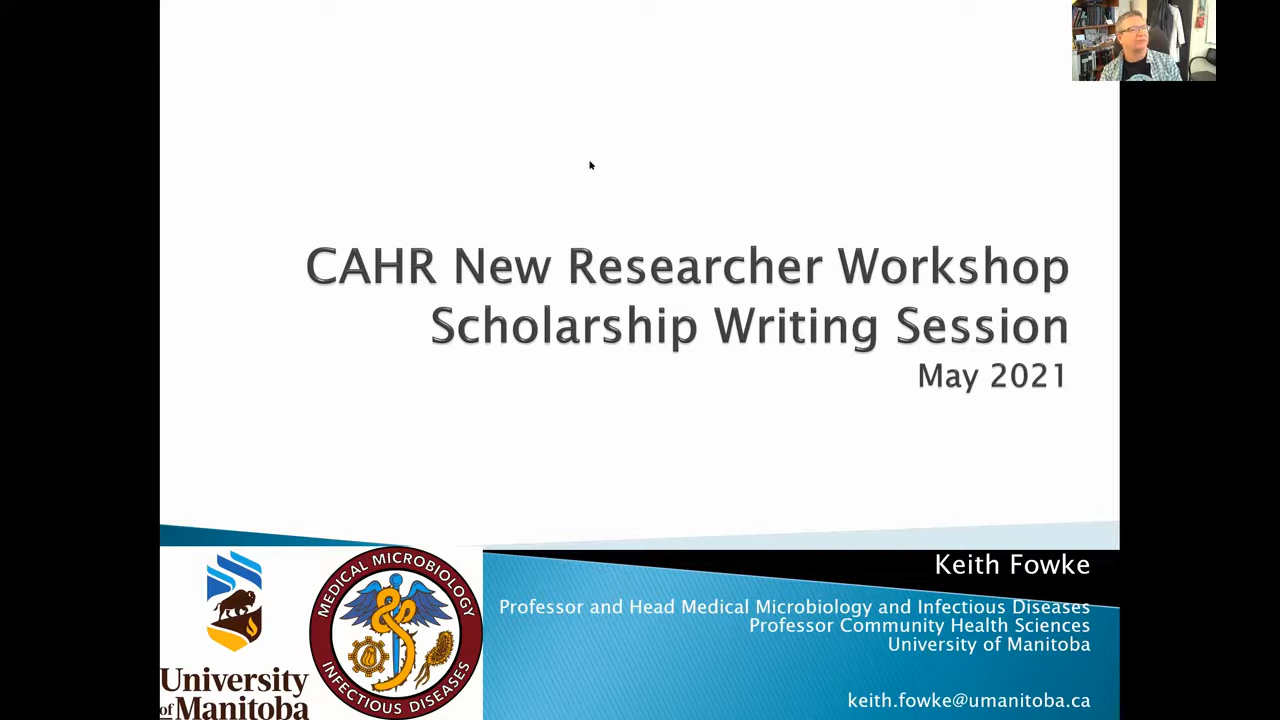 CAHR New Researcher Workshop
Scholarship Writing Session
May 2021
Keith Fowke
Professor and Head Medical Microbiology and Infectious Diseases
Professor Community Health Sciences
University of Manitoba
keith.fowke@umanitoba.ca
University
of Manitoba
MEDICAL MICROBIOLOGY
INFECTIOUS DISEASES